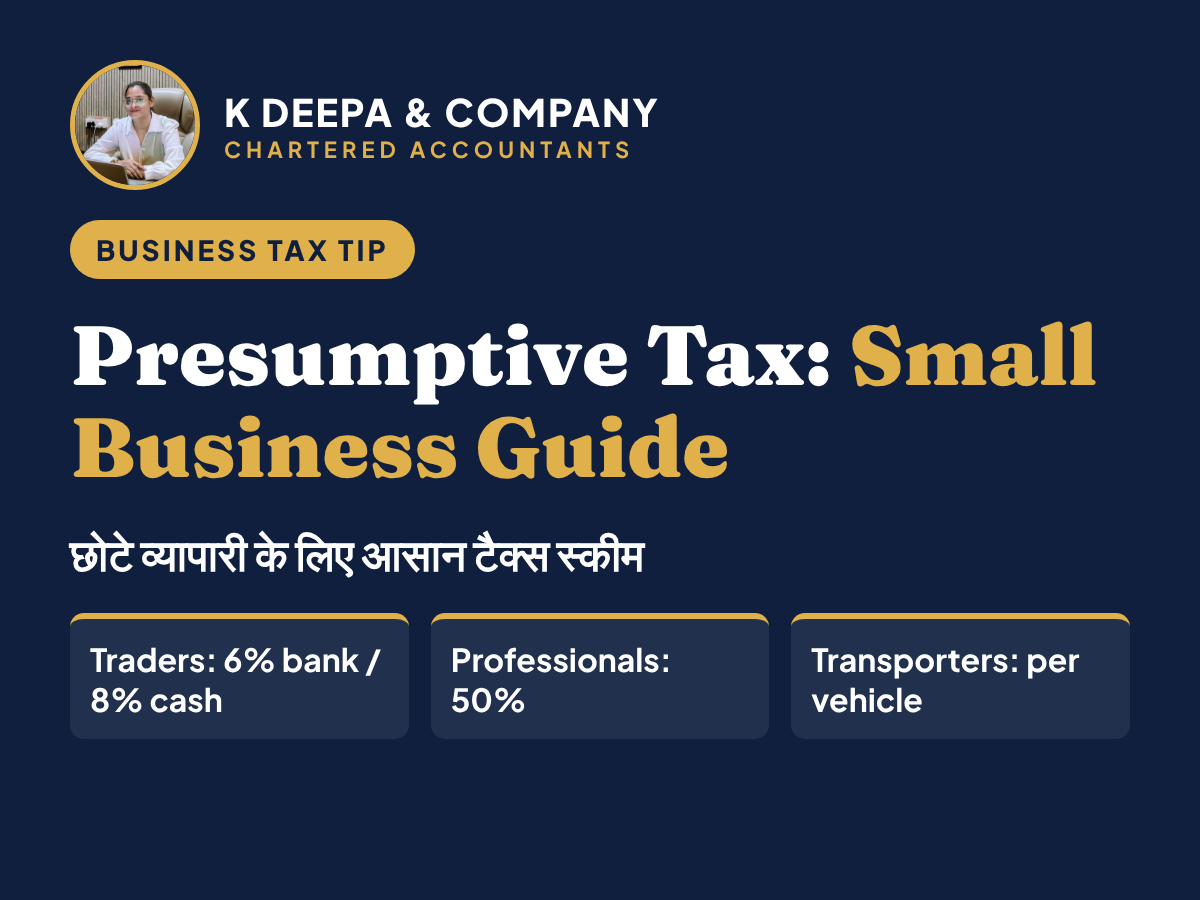 K DEEPA & COMPANY
CHARTERED ACCOUNTANTS
BUSINESS TAX TIP
Presumptive Tax: Small
Business Guide
छोटे व्यापारी के लिए आसान टैक्स स्कीम
Traders: 6% bank /
8% cash
Professionals:
50%
Transporters: per
vehicle